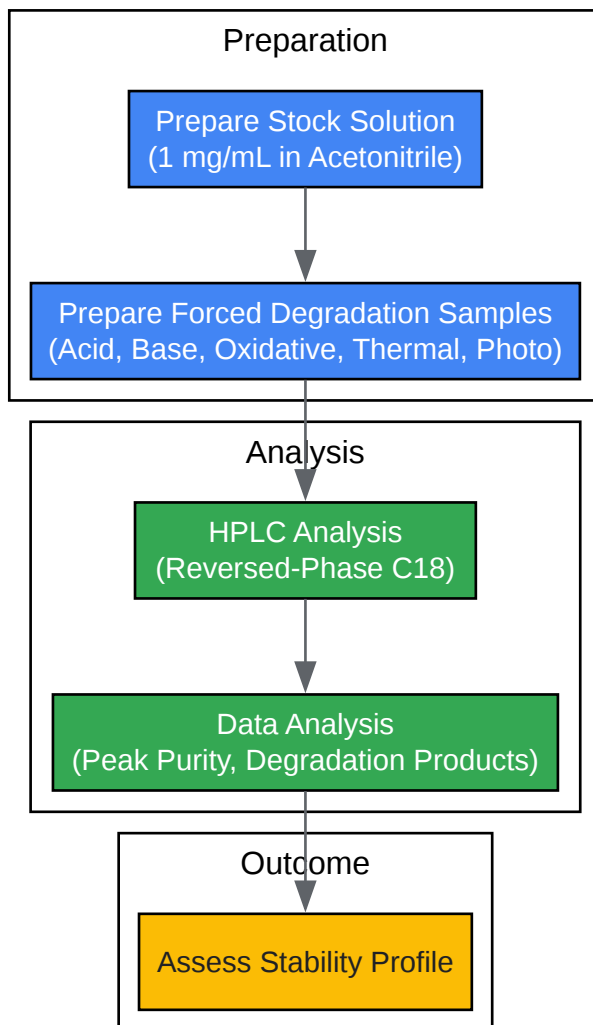 Preparation
Prepare Stock Solution
(1 mg/mL in Acetonitrile)
Prepare Forced Degradation Samples
(Acid, Base, Oxidative, Thermal, Photo)
Analysis
HPLC Analysis
(Reversed-Phase C18)
Data Analysis
(Peak Purity, Degradation Products)
Outcome
Assess Stability Profile